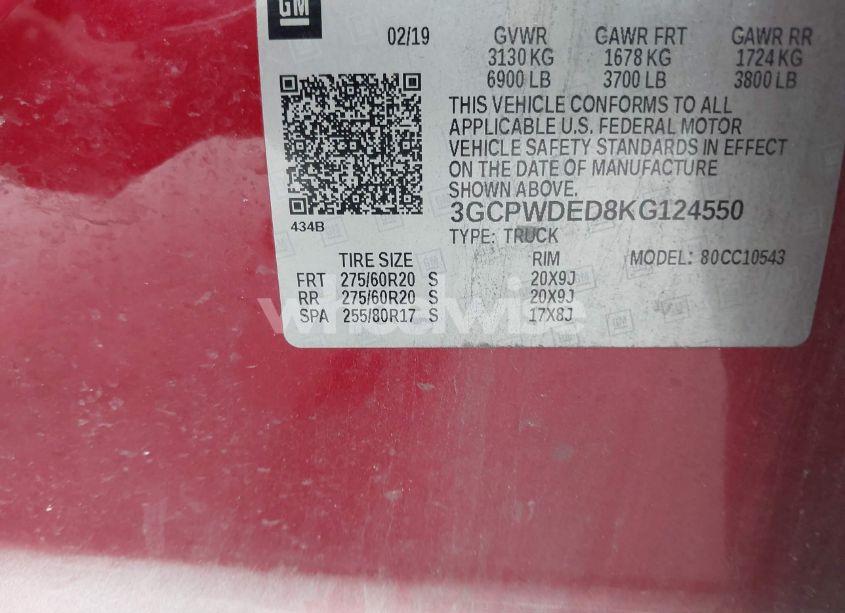 GM
02/19 GVWR GAWR FRT GAWR RR
3130 KG 1678 KG 1724 KG
6900 LB 3700 LB 3800 LB
THIS VEHICLE CONFORMS TO ALL
APPLICABLE U.S. FEDERAL MOTOR
VEHICLE SAFETY STANDARDS IN EFFECT
ON THE DATE OF MANUFACTURE
SHOWN ABOVE.
3GCPWDED8KG124550
434B
TYPE: TRUCK
TIRE SIZE RIM MODEL: 80CC10543
FRT 275/60R20 S 20X9J
RR 275/60R20 S 20X9J
SPA 255/80R17 S 17X8J
wheelwise